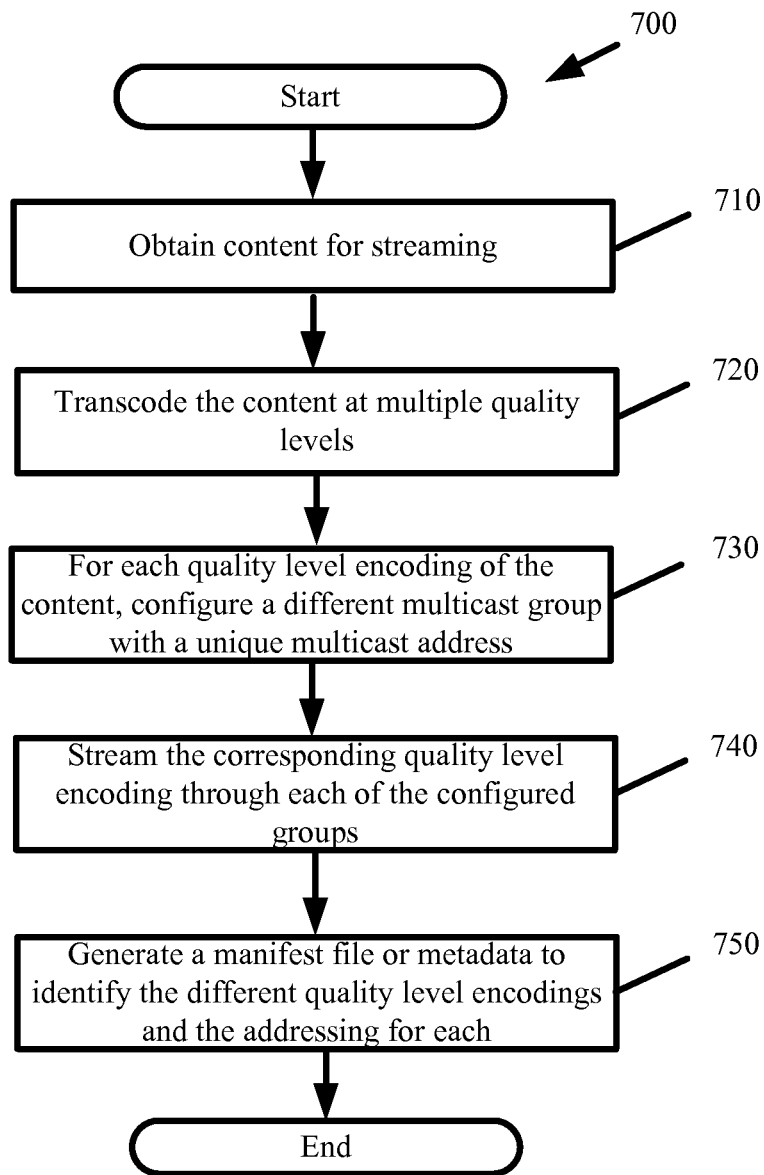 700
Start
710
Obtain content for streaming
720
Transcode the content at multiple quality
levels
730
For each quality level encoding of the
content, configure a different multicast group
with a unique multicast address
740
Stream the corresponding quality level
encoding through each of the configured
groups
750
Generate a manifest file or metadata to
identify the different quality level encodings
and the addressing for each
End